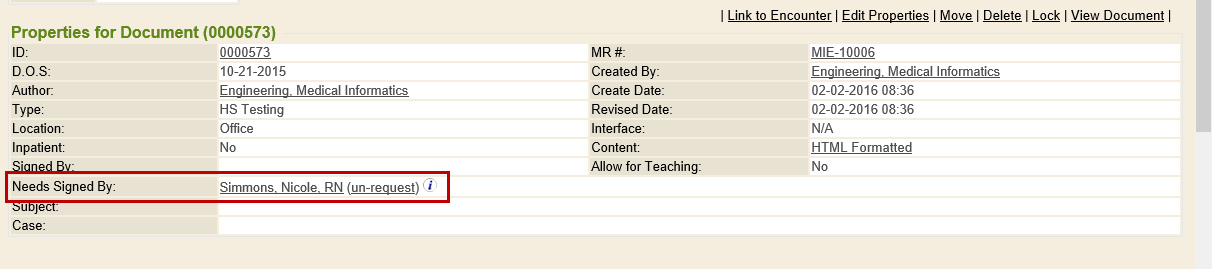 | Link to Encounter | Edit Properties | Move | Delete | Lock | View Document |
Properties for Document (0000573)
ID: 0000573 MR #: MIE-10006
D.O.S: 10-21-2015 Created By: Engineering, Medical Informatics
Author: Engineering, Medical Informatics Create Date: 02-02-2016 08:36
Type: HS Testing Revised Date: 02-02-2016 08:36
Location: Office Interface: N/A
Inpatient: No Content: HTML Formatted
Signed By: Allow for Teaching: No
Needs Signed By: Simmons, Nicole, RN (un-request) i
Subject:
Case: